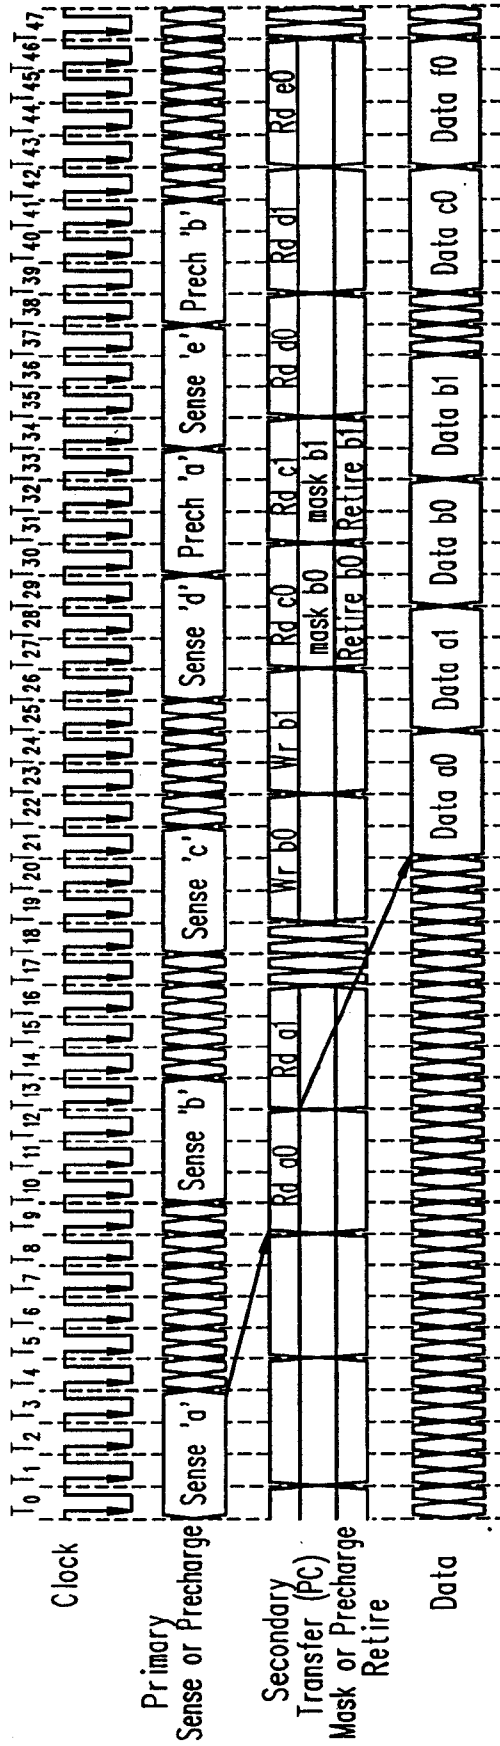 T0 T1 T2 T3 T4 T5 T6 T7 T8 T9 T10 T11 T12 T13 T14 T15 T16 T17 T18 T19 T20 T21 T22 T23 T24 T25 T26 T27 T28 T29 T30 T31 T32 T33 T34 T35 T36 T37 T38 T39 T40 T41 T42 T43 T44 T45 T46 T47
Clock
Primary
Sense or Precharge
Sense 'a' Sense 'b' Sense 'c' Sense 'd' Prech 'a' Sense 'e' Prech 'b'
Secondary
Transfer (PC)
Mask or Precharge
Retire
Rd a0 Rd a1 Wr b0 Wr b1 Rd c0 Rd c1 Rd d0 Rd d1 Rd e0
mask b0 mask b1
Retire b0 Retire b1
Data
Data a0 Data a1 Data b0 Data b1 Data c0 Data f0